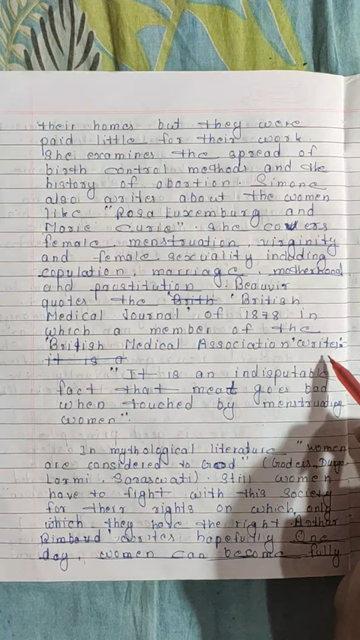 their homes but they were
paid little for their work
She examines the spread of
birth control methods and the
history of abortion. Simone
also writes about the women
like "Rosa Luxemburg and
Marie Curie". She covers
female menstruation, virginity
and female sexuality including
copulation, marriage, motherhood
and prostitution. Beauvir
quotes the British
Medical Journal' of 1878 in
which a member of the
'British Medical Association' writes:
it is a
"It is an indisputable
fact that meat goes bad
when touched by menstruating
women".
In mythological literature "women
are considered to God" (Godess Durga
Laxmi, Saraswati). Still women
have to fight with this society
for their rights on which only
which they have the right
Rimbaud' writes hopefully One
day, women can become fully